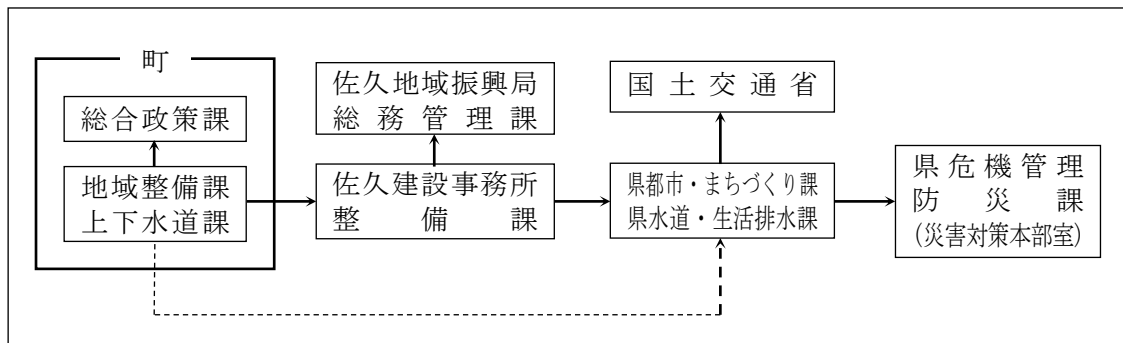 町
総合政策課
地域整備課
上下水道課
佐久地域振興局
総務管理課
佐久建設事務所
整備課
国土交通省
県都市・まちづくり課
県水道・生活排水課
県危機管理
防災課
(災害対策本部室)